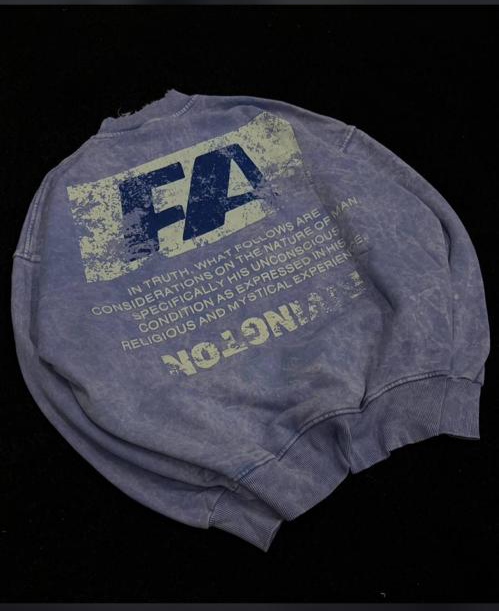 FA
IN TRUTH, WHAT FOLLOWS ARE
CONSIDERATIONS ON THE NATURE OF MAN,
SPECIFICALLY HIS UNCONSCIOUS
CONDITION AS EXPRESSED IN HIS
RELIGIOUS AND MYSTICAL EXPERIENCE